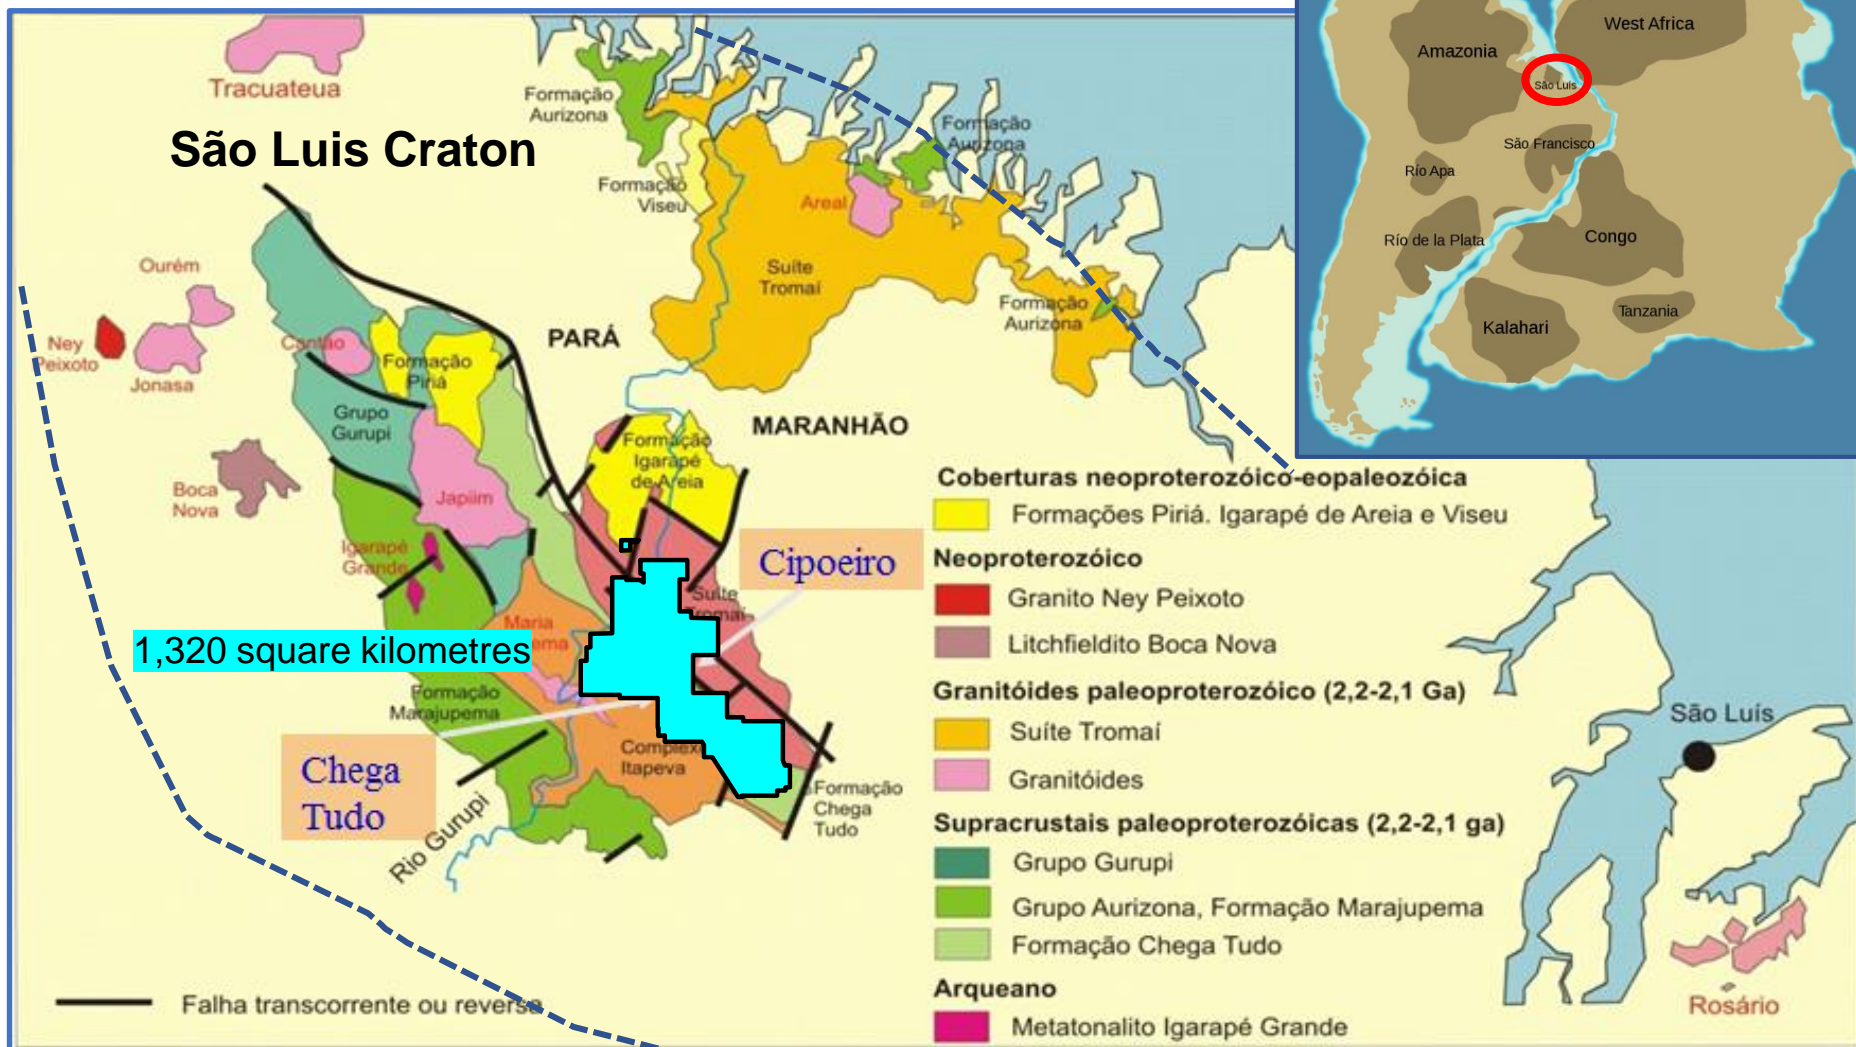 São Luis Craton
Tracuateua
Formação
Aurizona
Formação
Aurizona
Formação
Viseu
Areal
Suíte
Tromaí
Formação
Aurizona
Ourém
Ney
Peixoto
Jonasa
Cantão
Formação
Piriá
PARÁ
Grupo
Gurupi
MARANHÃO
Formação
Igarapé
de Areia
Boca
Nova
Japiim
Igarapé
Grande
Cipoeiro
Suíte
Tromaí
Maria
1,320 square kilometres
Formação
Marajupema
Chega
Tudo
Complexo
Itapeva
Formação
Chega
Tudo
Rio Gurupi
Falha transcorrente ou reversa
Amazonia
West Africa
São Luis
São Francisco
Río Apa
Río de la Plata
Congo
Kalahari
Tanzania
Coberturas neoproterozóico-eopaleozóica
Formações Piriá. Igarapé de Areia e Viseu
Neoproterozóico
Granito Ney Peixoto
Litchfieldito Boca Nova
Granitóides paleoproterozóico (2,2-2,1 Ga)
Suíte Tromaí
Granitóides
Supracrustais paleoproterozóicas (2,2-2,1 ga)
Grupo Gurupi
Grupo Aurizona, Formação Marajupema
Formação Chega Tudo
Arqueano
Metatonalito Igarapé Grande
São Luís
Rosário